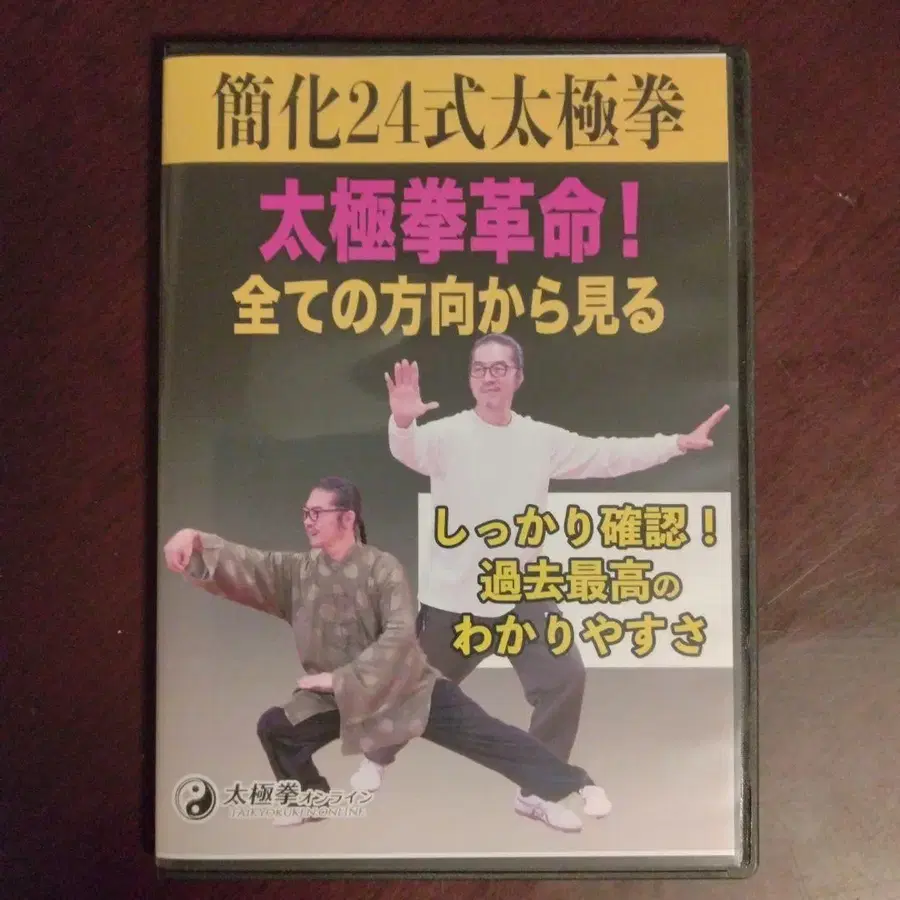 簡化24式太極拳
太極拳革命！
全ての方向から見る
しっかり確認！
過去最高の
わかりやすさ
太極拳オンライン
TAIKYOKUKEN ONLINE